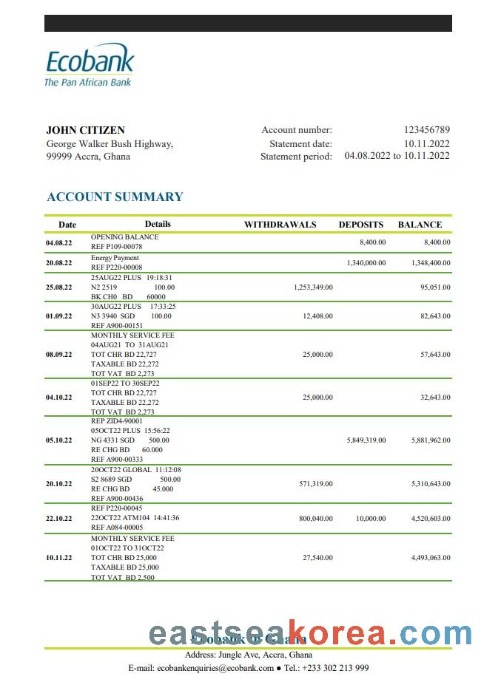 Ecobank
The Pan African Bank
JOHN CITIZEN
George Walker Bush Highway,
99999 Accra, Ghana
Account number: 123456789
Statement date: 10.11.2022
Statement period: 04.08.2022 to 10.11.2022
ACCOUNT SUMMARY
Date Details WITHDRAWALS DEPOSITS BALANCE
04.08.22 OPENING BALANCE 8,400.00 8,400.00
REF P109-00078
20.08.22 Energy Payment 1,340,000.00 1,348,400.00
REF P220-00008
25AUG22 PLUS 19:18:31
25.08.22 N2 2519 100.00 1,253,349.00 95,051.00
BK CH0 BD 60000
30AUG22 PLUS 17:33:25
01.09.22 N3 3940 SGD 100.00 12,408.00 82,643.00
REF A900-00151
MONTHLY SERVICE FEE
04AUG21 TO 31AUG21
08.09.22 TOT CHR BD 22,727 25,000.00 57,643.00
TAXABLE BD 22,272
TOT VAT BD 2,273
01SEP22 TO 30SEP22
04.10.22 TOT CHR BD 22,727 25,000.00 32,643.00
TAXABLE BD 22,272
TOT VAT BD 2,273
REP ZID4-90001
05OCT22 PLUS 15:56:22
05.10.22 NG 4331 SGD 500.00 5,849,319.00 5,881,962.00
RE CHG BD 60.000
REF A900-00333
20OCT22 GLOBAL 11:12:08
20.10.22 S2 8689 SGD 500.00 571,319.00 5,310,643.00
RE CHG BD 45.000
REF A900-00436
REF P220-00045
22.10.22 22OCT22 ATM104 14:41:36 800,040.00 10,000.00 4,520,603.00
REF A084-00005
MONTHLY SERVICE FEE
01OCT22 TO 31OCT22
10.11.22 TOT CHR BD 25,000 27,540.00 4,493,063.00
TAXABLE BD 25,000
TOT VAT BD 2,500
eastseakorea.com
Address: Jungle Ave, Accra, Ghana
E-mail: ecobankenquiries@ecobank.com ● Tel.: +233 302 213 999